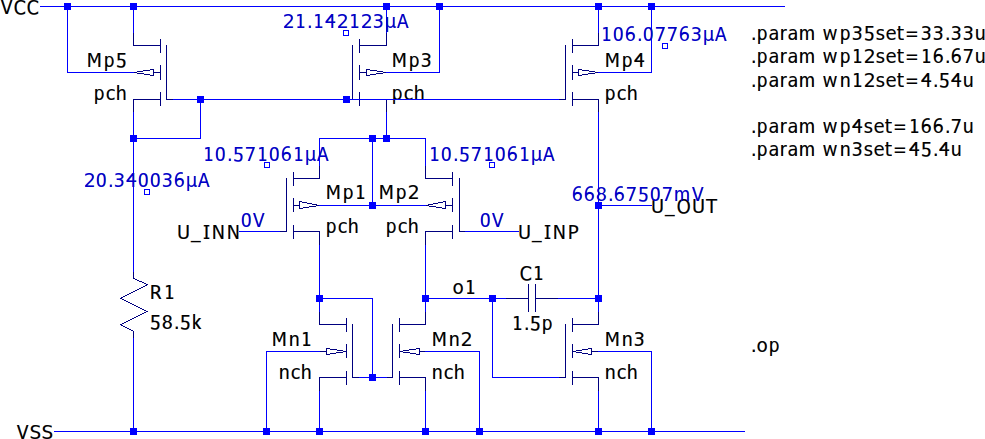 VCC
21.142123µA
106.07763µA
.param wp35set=33.33u
Mp5
Mp3
Mp4
.param wp12set=16.67u
pch
pch
pch
.param wn12set=4.54u
.param wp4set=166.7u
.param wn3set=45.4u
10.571061µA
10.571061µA
20.340036µA
Mp1
Mp2
668.67507mV
U_OUT
0V
0V
pch
pch
U_INN
U_INP
C1
o1
R1
58.5k
1.5p
Mn1
Mn2
Mn3
.op
nch
nch
nch
VSS